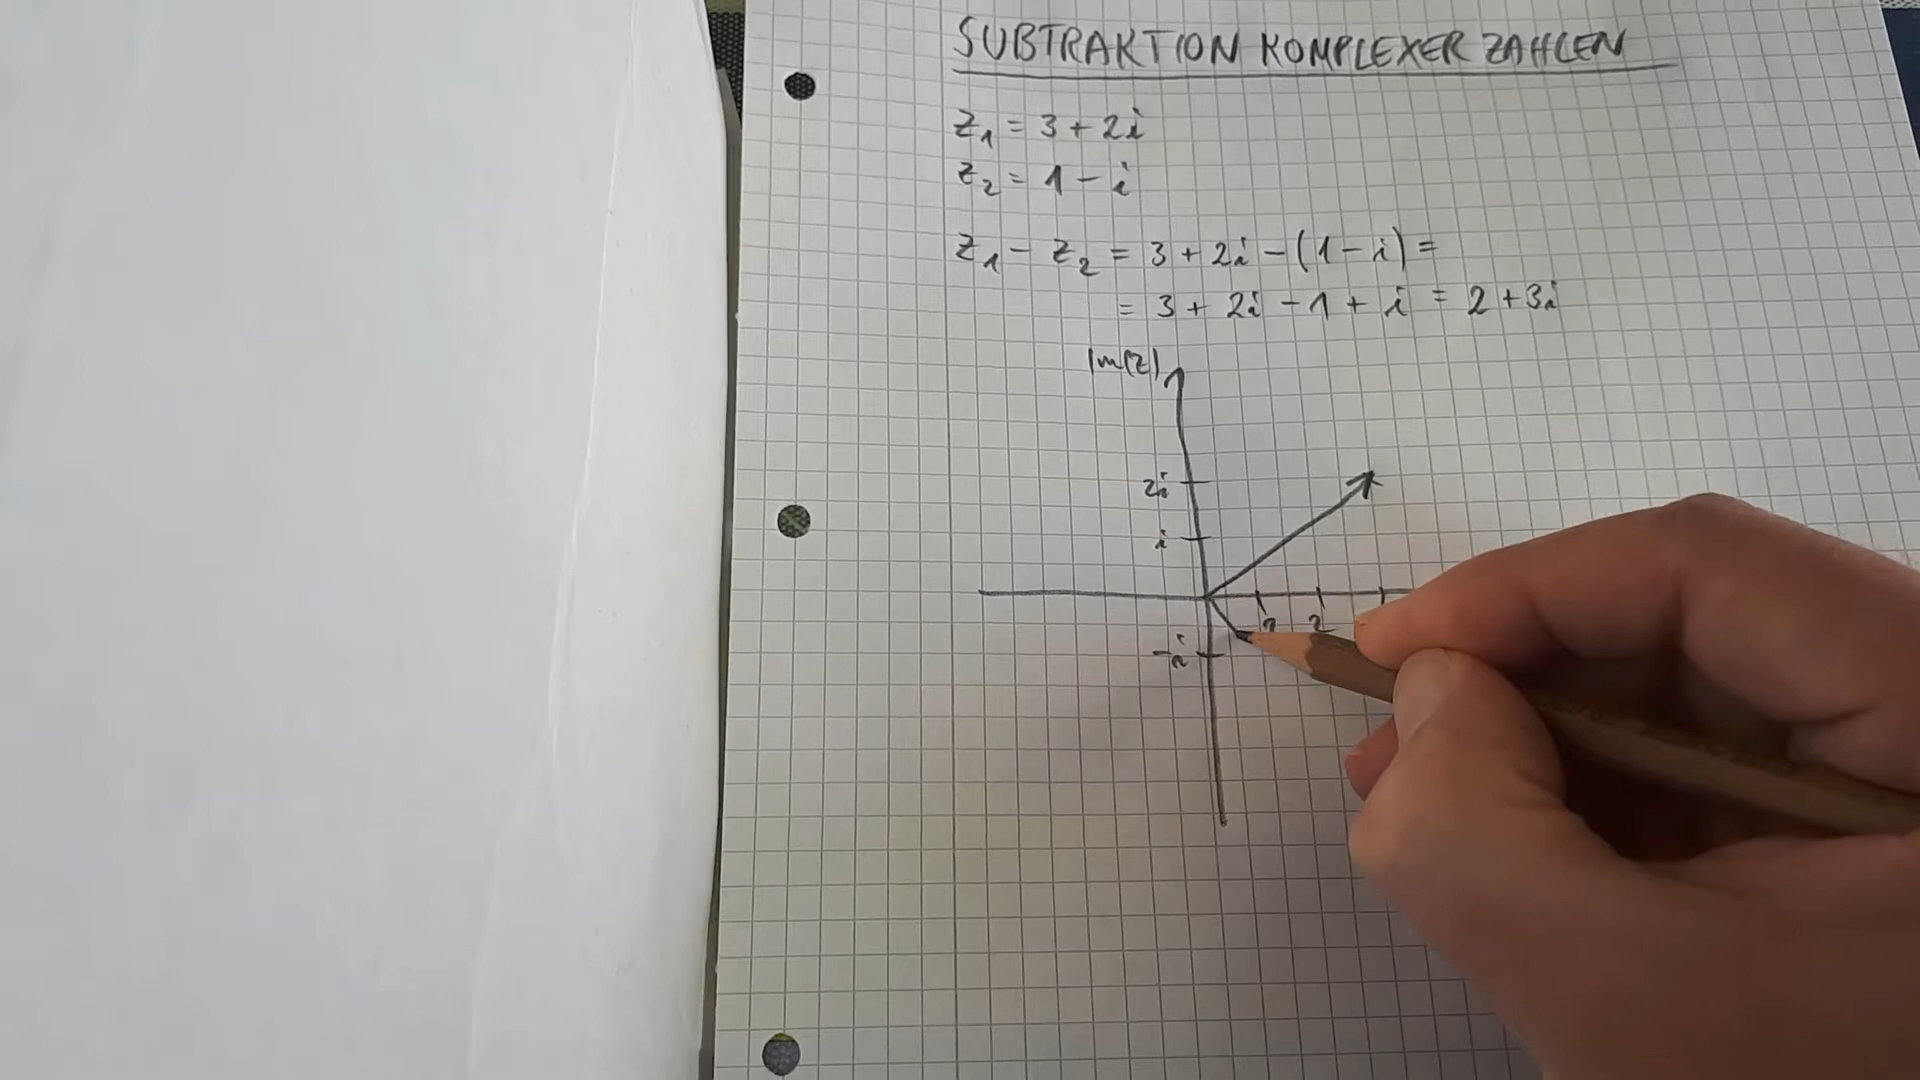 SUBTRAKTION KOMPLEXER ZAHLEN
z₁ = 3 + 2i
z₂ = 1 - i
z₁ - z₂ = 3 + 2i - (1 - i) =
= 3 + 2i - 1 + i = 2 + 3i
Im(z)
2i
i
1 2
-i